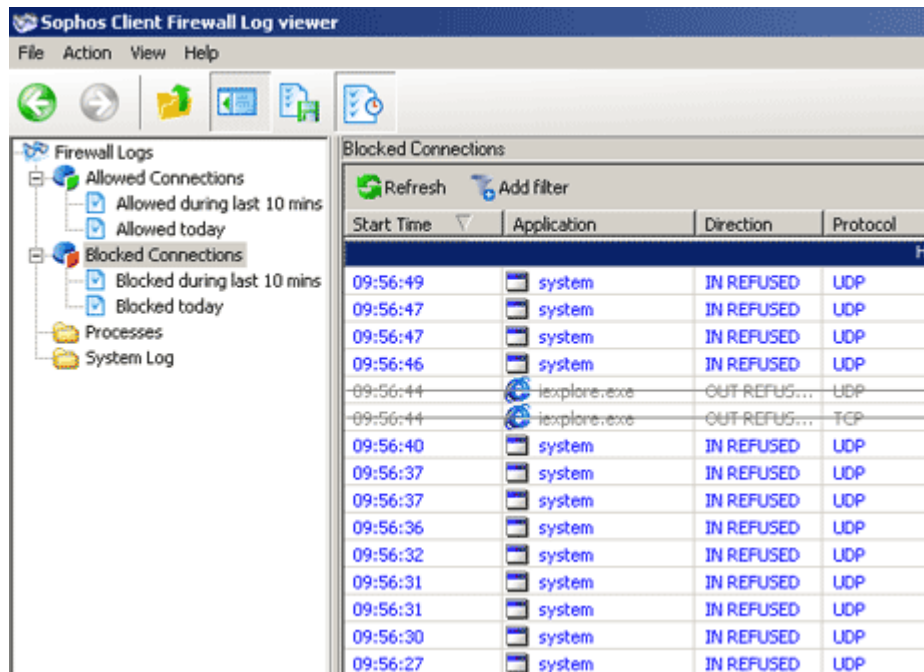 Sophos Client Firewall Log viewer
File Action View Help
Firewall Logs
Allowed Connections
Allowed during last 10 mins
Allowed today
Blocked Connections
Blocked during last 10 mins
Blocked today
Processes
System Log
Blocked Connections
Refresh Add filter
Start Time Application Direction Protocol
09:56:49 system IN REFUSED UDP
09:56:47 system IN REFUSED UDP
09:56:47 system IN REFUSED UDP
09:56:46 system IN REFUSED UDP
09:56:44 iexplore.exe OUT REFUS... UDP
09:56:44 iexplore.exe OUT REFUS... TCP
09:56:40 system IN REFUSED UDP
09:56:37 system IN REFUSED UDP
09:56:37 system IN REFUSED UDP
09:56:36 system IN REFUSED UDP
09:56:32 system IN REFUSED UDP
09:56:31 system IN REFUSED UDP
09:56:31 system IN REFUSED UDP
09:56:30 system IN REFUSED UDP
09:56:27 system IN REFUSED UDP